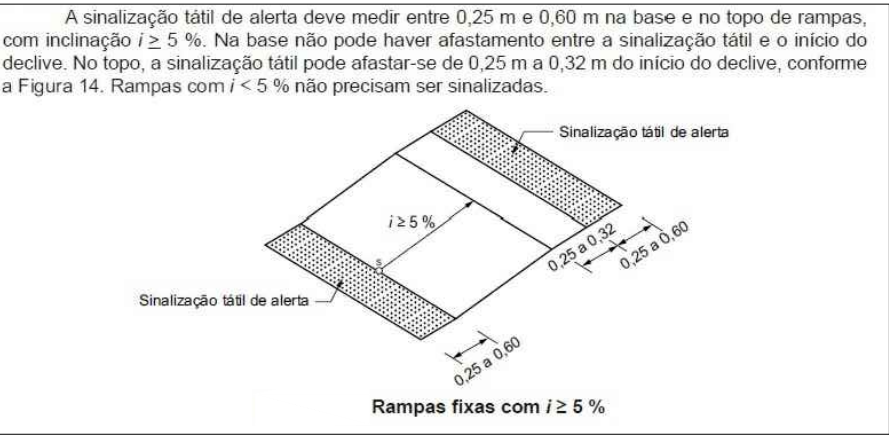 A sinalização tátil de alerta deve medir entre 0,25 m e 0,60 m na base e no topo de rampas,
com inclinação i ≥ 5 %. Na base não pode haver afastamento entre a sinalização tátil e o início do
declive. No topo, a sinalização tátil pode afastar-se de 0,25 m a 0,32 m do início do declive, conforme
a Figura 14. Rampas com i < 5 % não precisam ser sinalizadas.
Sinalização tátil de alerta
i ≥ 5 %
s
0,25 a 0,32
0,25 a 0,60
Sinalização tátil de alerta
0,25 a 0,60
Rampas fixas com i ≥ 5 %